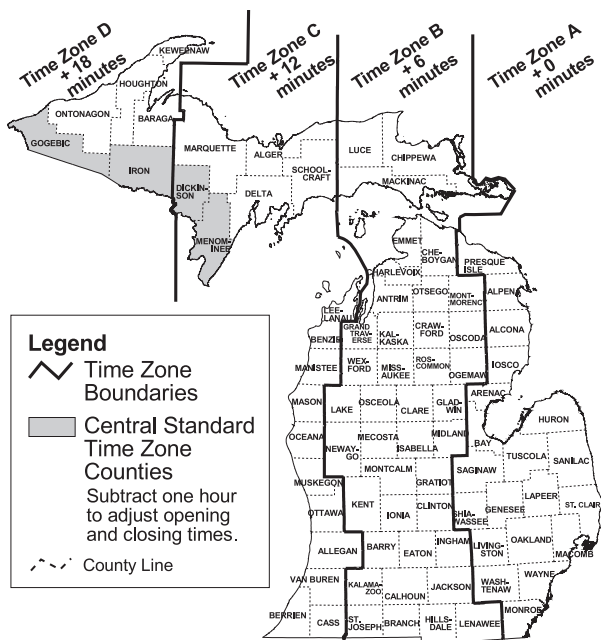 Time Zone D
+ 18
minutes
Time Zone C
+ 12
minutes
Time Zone B
+ 6
minutes
Time Zone A
+ 0
minutes
KEWEENAW
HOUGHTON
ONTONAGON
BARAGA
GOGEBIC
IRON
MARQUETTE
ALGER
SCHOOL-
CRAFT
LUCE
CHIPPEWA
MACKINAC
DICKIN-
SON
DELTA
MENOM-
INEE
EMMET
CHE-
BOYGAN
PRESQUE
ISLE
CHARLEVOIX
ANTRIM
OTSEGO
MONT-
MORENCY
ALPENA
LEE-
LANAU
BENZIE
GRAND
TRAV-
ERSE
KAL-
KASKA
CRAW-
FORD
OSCODA
ALCONA
MANISTEE
WEX-
FORD
MISS-
AUKEE
ROS-
COMMON
OGEMAW
IOSCO
ARENAC
MASON
LAKE
OSCEOLA
CLARE
GLAD-
WIN
HURON
OCEANA
NEWAY-
GO
MECOSTA
ISABELLA
MIDLAND
BAY
TUSCOLA
SANILAC
MUSKEGON
MONTCALM
GRATIOT
SAGINAW
OTTAWA
KENT
IONIA
CLINTON
SHIA-
WASSEE
GENESEE
LAPEER
ST. CLAIR
ALLEGAN
BARRY
EATON
INGHAM
LIVING-
STON
OAKLAND
MACOMB
VAN BUREN
KALAMA-
ZOO
CALHOUN
JACKSON
WASH-
TENAW
WAYNE
BERRIEN
CASS
ST.
JOSEPH
BRANCH
HILLS-
DALE
LENAWEE
MONROE
Legend
Time Zone
Boundaries
Central Standard
Time Zone
Counties
Subtract one hour
to adjust opening
and closing times.
County Line